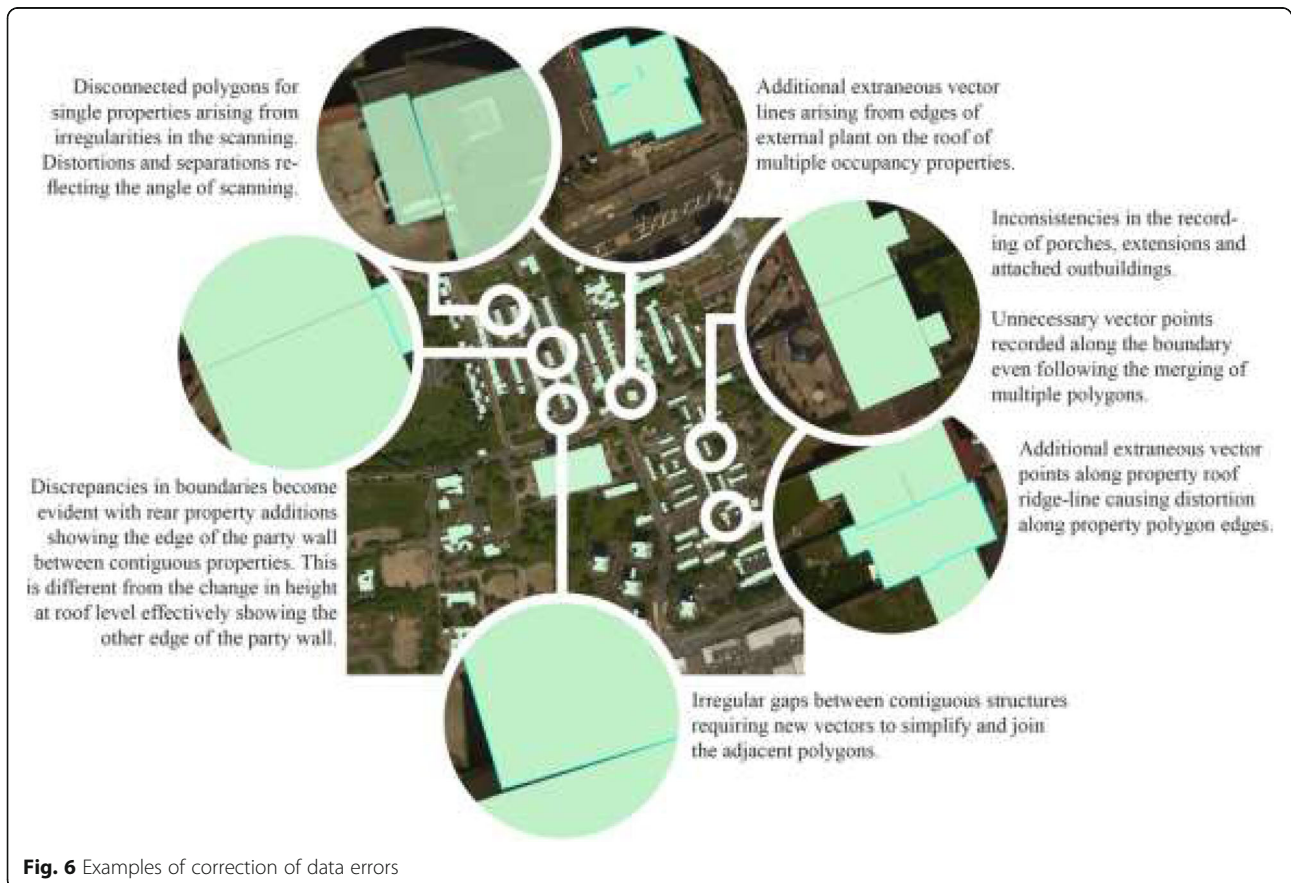 Disconnected polygons for
single properties arising from
irregularities in the scanning.
Distortions and separations re-
flecting the angle of scanning.
Additional extraneous vector
lines arising from edges of
external plant on the roof of
multiple occupancy properties.
Inconsistencies in the record-
ing of porches, extensions and
attached outbuildings.
Unnecessary vector points
recorded along the boundary
even following the merging of
multiple polygons.
Additional extraneous vector
points along property roof
ridge-line causing distortion
along property polygon edges.
Discrepancies in boundaries become
evident with rear property additions
showing the edge of the party wall
between contiguous properties. This
is different from the change in height
at roof level effectively showing the
other edge of the party wall.
Irregular gaps between contiguous structures
requiring new vectors to simplify and join
the adjacent polygons.
Fig. 6 Examples of correction of data errors